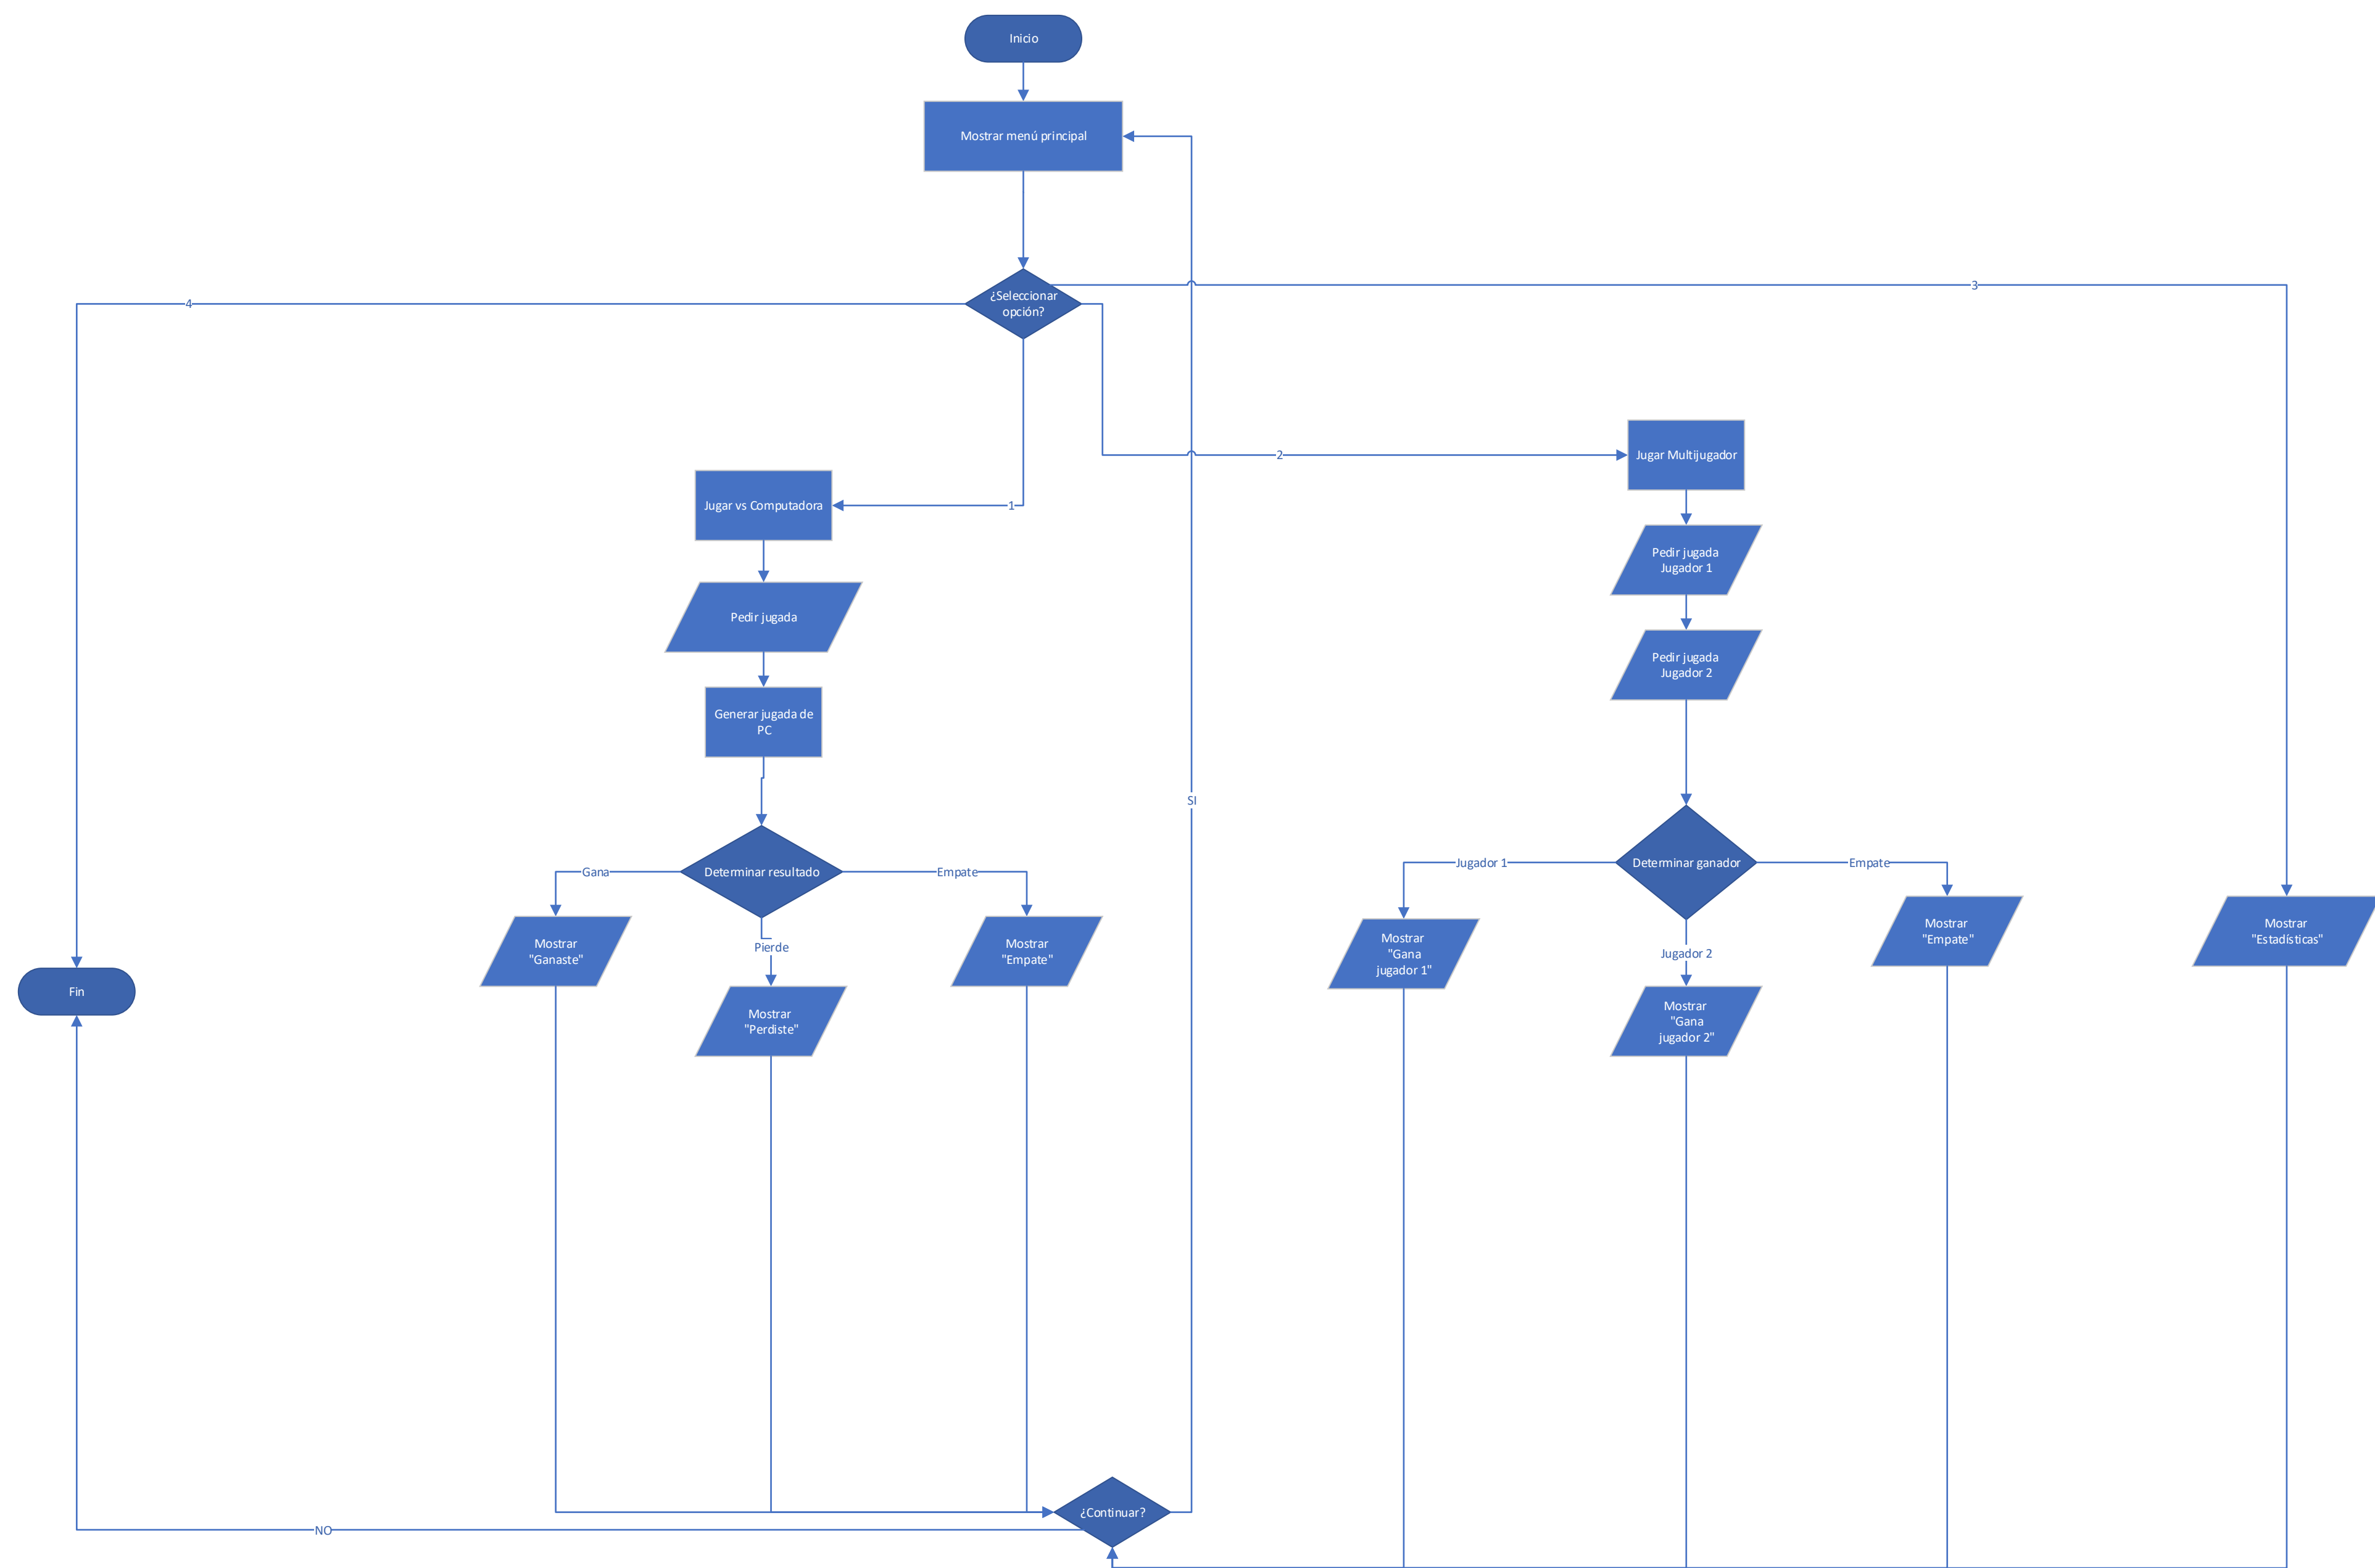 Inicio
Mostrar menú principal
¿Seleccionar
opción?
4
3
2
1
Jugar Multijugador
Jugar vs Computadora
Pedir jugada
Jugador 1
Pedir jugada
Pedir jugada
Jugador 2
Generar jugada de
PC
SI
Determinar resultado
Gana
Empate
Pierde
Determinar ganador
Jugador 1
Empate
Jugador 2
Mostrar
"Ganaste"
Mostrar
"Perdiste"
Mostrar
"Empate"
Mostrar
"Gana
jugador 1"
Mostrar
"Gana
jugador 2"
Mostrar
"Empate"
Mostrar
"Estadísticas"
Fin
¿Continuar?
NO